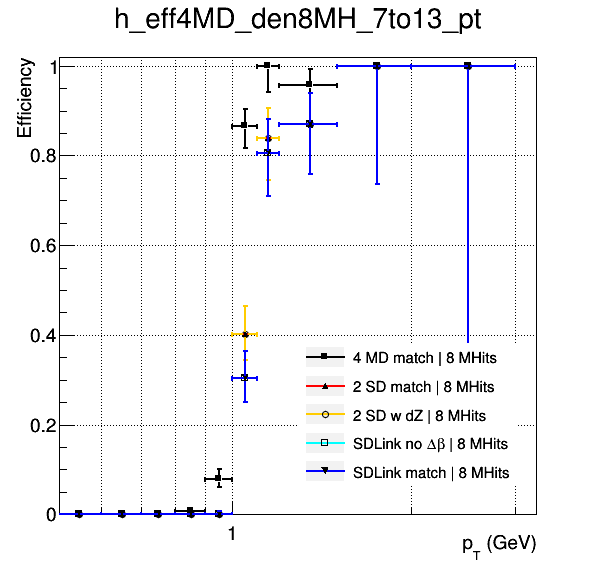 h_eff4MD_den8MH_7to13_pt
Efficiency
1
0.8
0.6
0.4
0.2
0
4 MD match | 8 MHits
2 SD match | 8 MHits
2 SD w dZ | 8 MHits
SDLink no Δβ | 8 MHits
SDLink match | 8 MHits
1
p_T (GeV)